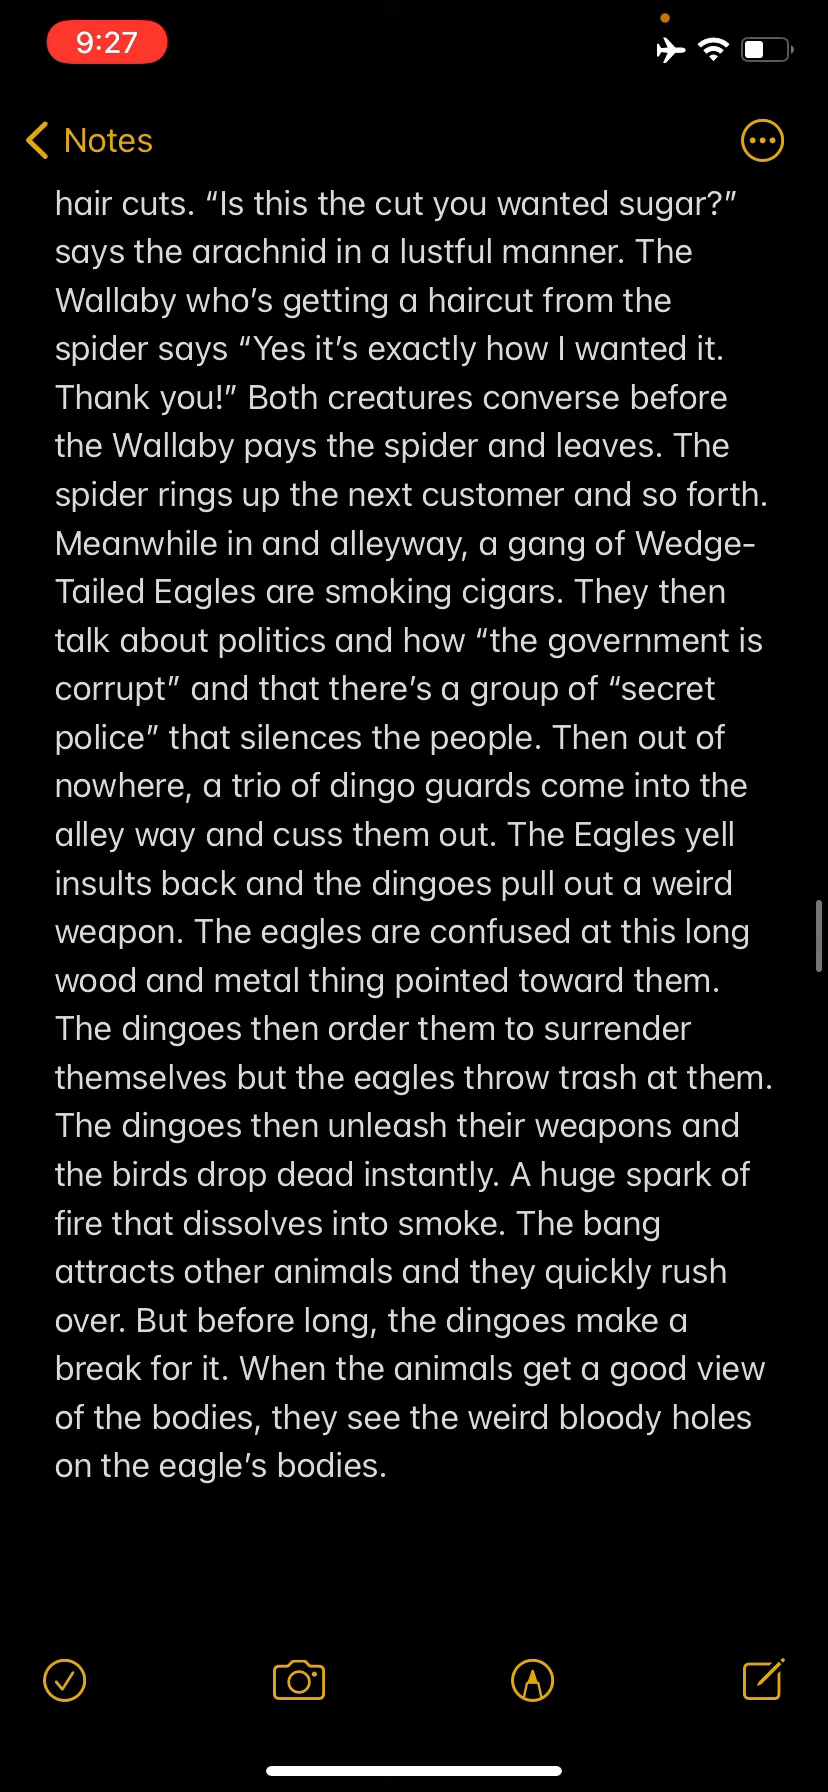 9:27
Notes
hair cuts. “Is this the cut you wanted sugar?”
says the arachnid in a lustful manner. The
Wallaby who’s getting a haircut from the
spider says “Yes it’s exactly how I wanted it.
Thank you!” Both creatures converse before
the Wallaby pays the spider and leaves. The
spider rings up the next customer and so forth.
Meanwhile in and alleyway, a gang of Wedge-
Tailed Eagles are smoking cigars. They then
talk about politics and how “the government is
corrupt” and that there’s a group of “secret
police” that silences the people. Then out of
nowhere, a trio of dingo guards come into the
alley way and cuss them out. The Eagles yell
insults back and the dingoes pull out a weird
weapon. The eagles are confused at this long
wood and metal thing pointed toward them.
The dingoes then order them to surrender
themselves but the eagles throw trash at them.
The dingoes then unleash their weapons and
the birds drop dead instantly. A huge spark of
fire that dissolves into smoke. The bang
attracts other animals and they quickly rush
over. But before long, the dingoes make a
break for it. When the animals get a good view
of the bodies, they see the weird bloody holes
on the eagle’s bodies.